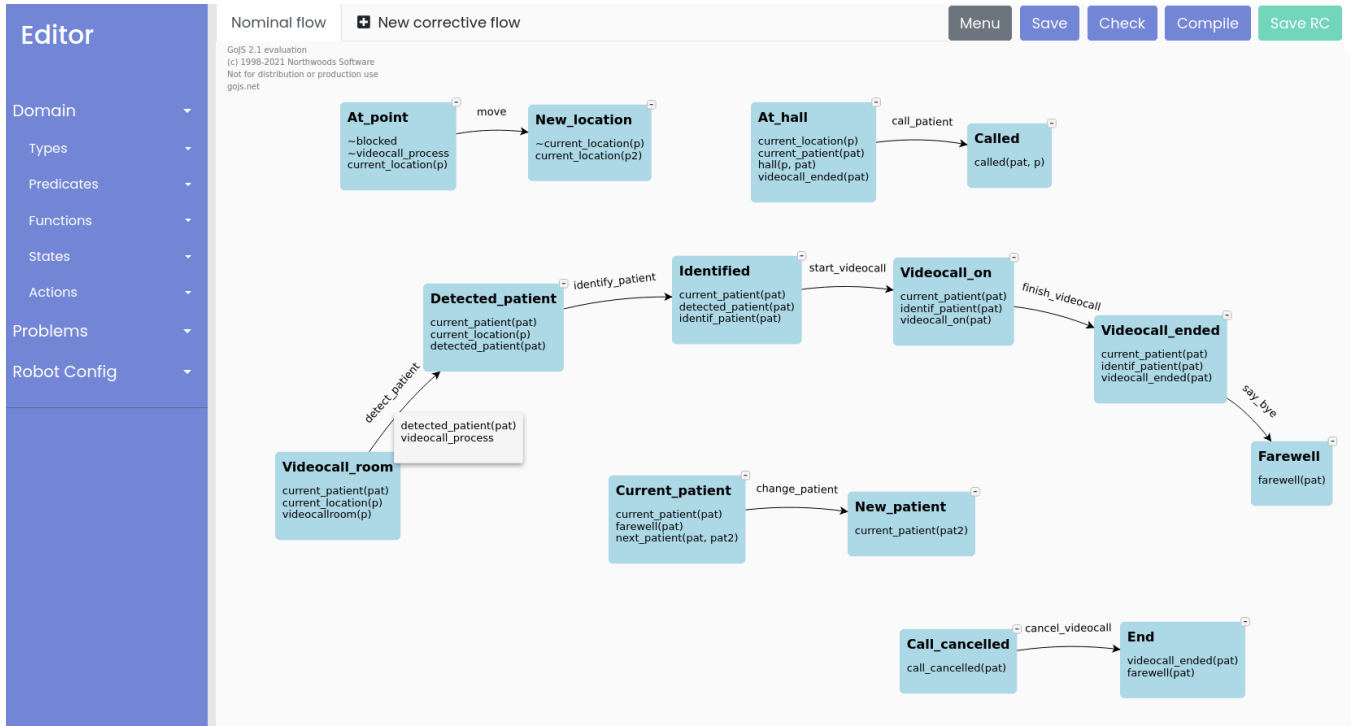 Editor
Domain
Types
Predicates
Functions
States
Actions
Problems
Robot Config
Nominal flow
New corrective flow
Menu
Save
Check
Compile
Save RC
GoJS 2.1 evaluation
(c) 1998-2021 Northwoods Software
Not for distribution or production use
gojs.net
At_point
~blocked
~videocall_process
current_location(p)
move
New_location
~current_location(p)
current_location(p2)
At_hall
current_location(p)
current_patient(pat)
hall(p, pat)
videocall_ended(pat)
call_patient
Called
called(pat, p)
Detected_patient
current_patient(pat)
current_location(p)
detected_patient(pat)
identify_patient
Identified
current_patient(pat)
detected_patient(pat)
identif_patient(pat)
start_videocall
Videocall_on
current_patient(pat)
identif_patient(pat)
videocall_on(pat)
finish_videocall
Videocall_ended
current_patient(pat)
identif_patient(pat)
videocall_ended(pat)
say_bye
Farewell
farewell(pat)
detect_patient
detected_patient(pat)
videocall_process
Videocall_room
current_patient(pat)
current_location(p)
videocallroom(p)
Current_patient
current_patient(pat)
farewell(pat)
next_patient(pat, pat2)
change_patient
New_patient
current_patient(pat2)
Call_cancelled
call_cancelled(pat)
cancel_videocall
End
videocall_ended(pat)
farewell(pat)